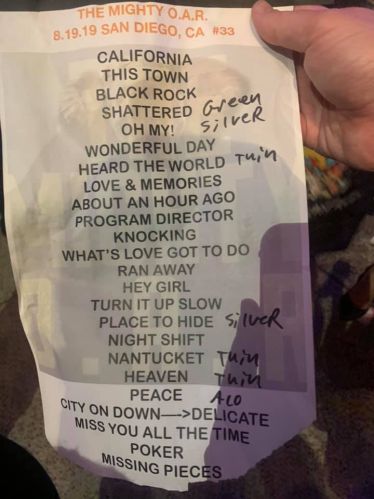 THE MIGHTY O.A.R.
8.19.19 SAN DIEGO, CA #33
CALIFORNIA
THIS TOWN
BLACK ROCK
SHATTERED Green
OH MY! SilveR
WONDERFUL DAY
HEARD THE WORLD Twin
LOVE & MEMORIES
ABOUT AN HOUR AGO
PROGRAM DIRECTOR
KNOCKING
WHAT'S LOVE GOT TO DO
RAN AWAY
HEY GIRL
TURN IT UP SLOW
PLACE TO HIDE SilveR
NIGHT SHIFT
NANTUCKET Twin
HEAVEN Twin
PEACE ACO
CITY ON DOWN---->DELICATE
MISS YOU ALL THE TIME
POKER
MISSING PIECES